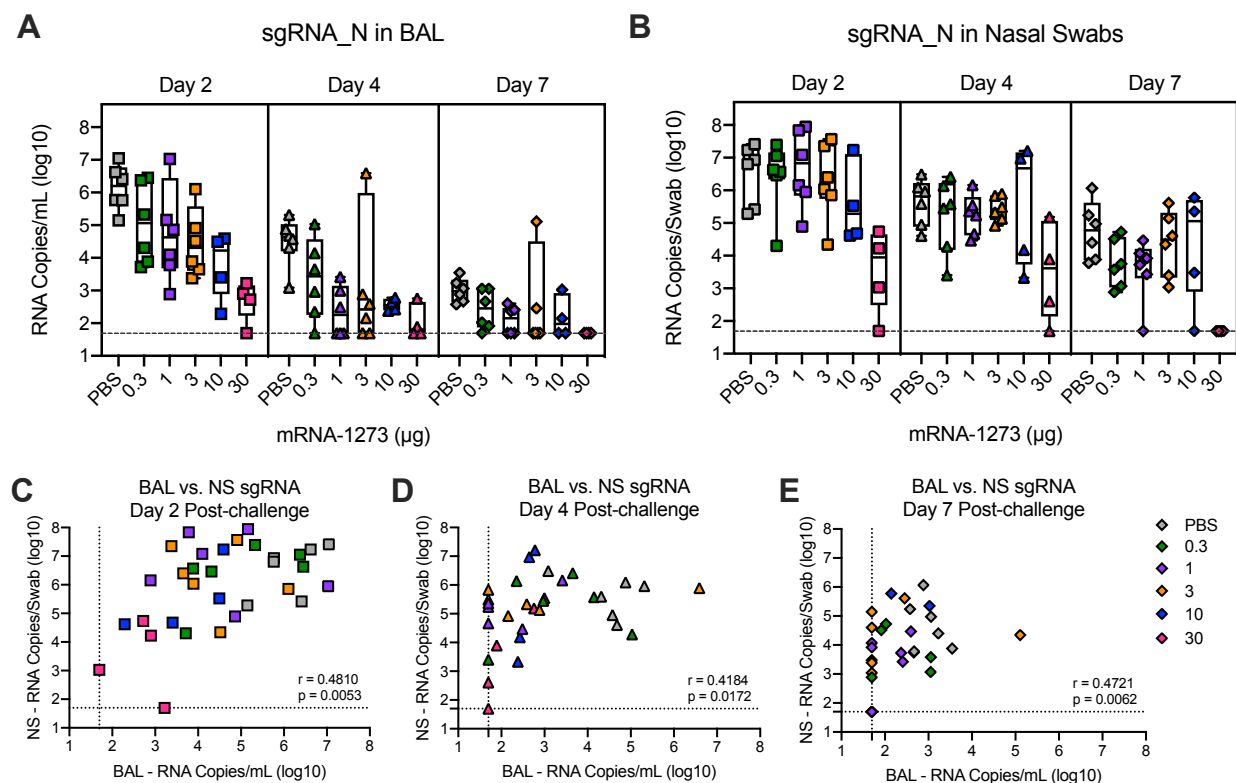 A
sgRNA_N in BAL
Day 2
Day 4
Day 7
RNA Copies/mL (log10)
8
7
6
5
4
3
2
1
PBS
0.3
1
3
10
30
PBS
0.3
1
3
10
30
PBS
0.3
1
3
10
30
mRNA-1273 (µg)
B
sgRNA_N in Nasal Swabs
Day 2
Day 4
Day 7
RNA Copies/Swab (log10)
8
7
6
5
4
3
2
1
PBS
0.3
1
3
10
30
PBS
0.3
1
3
10
30
PBS
0.3
1
3
10
30
mRNA-1273 (µg)
C
BAL vs. NS sgRNA
Day 2 Post-challenge
NS - RNA Copies/Swab (log10)
8
7
6
5
4
3
2
1
r = 0.4810
p = 0.0053
1 2 3 4 5 6 7 8
BAL - RNA Copies/mL (log10)
D
BAL vs. NS sgRNA
Day 4 Post-challenge
NS - RNA Copies/Swab (log10)
8
7
6
5
4
3
2
1
r = 0.4184
p = 0.0172
1 2 3 4 5 6 7 8
BAL - RNA Copies/mL (log10)
E
BAL vs. NS sgRNA
Day 7 Post-challenge
NS - RNA Copies/Swab (log10)
8
7
6
5
4
3
2
1
r = 0.4721
p = 0.0062
1 2 3 4 5 6 7 8
BAL - RNA Copies/mL (log10)
PBS
0.3
1
3
10
30